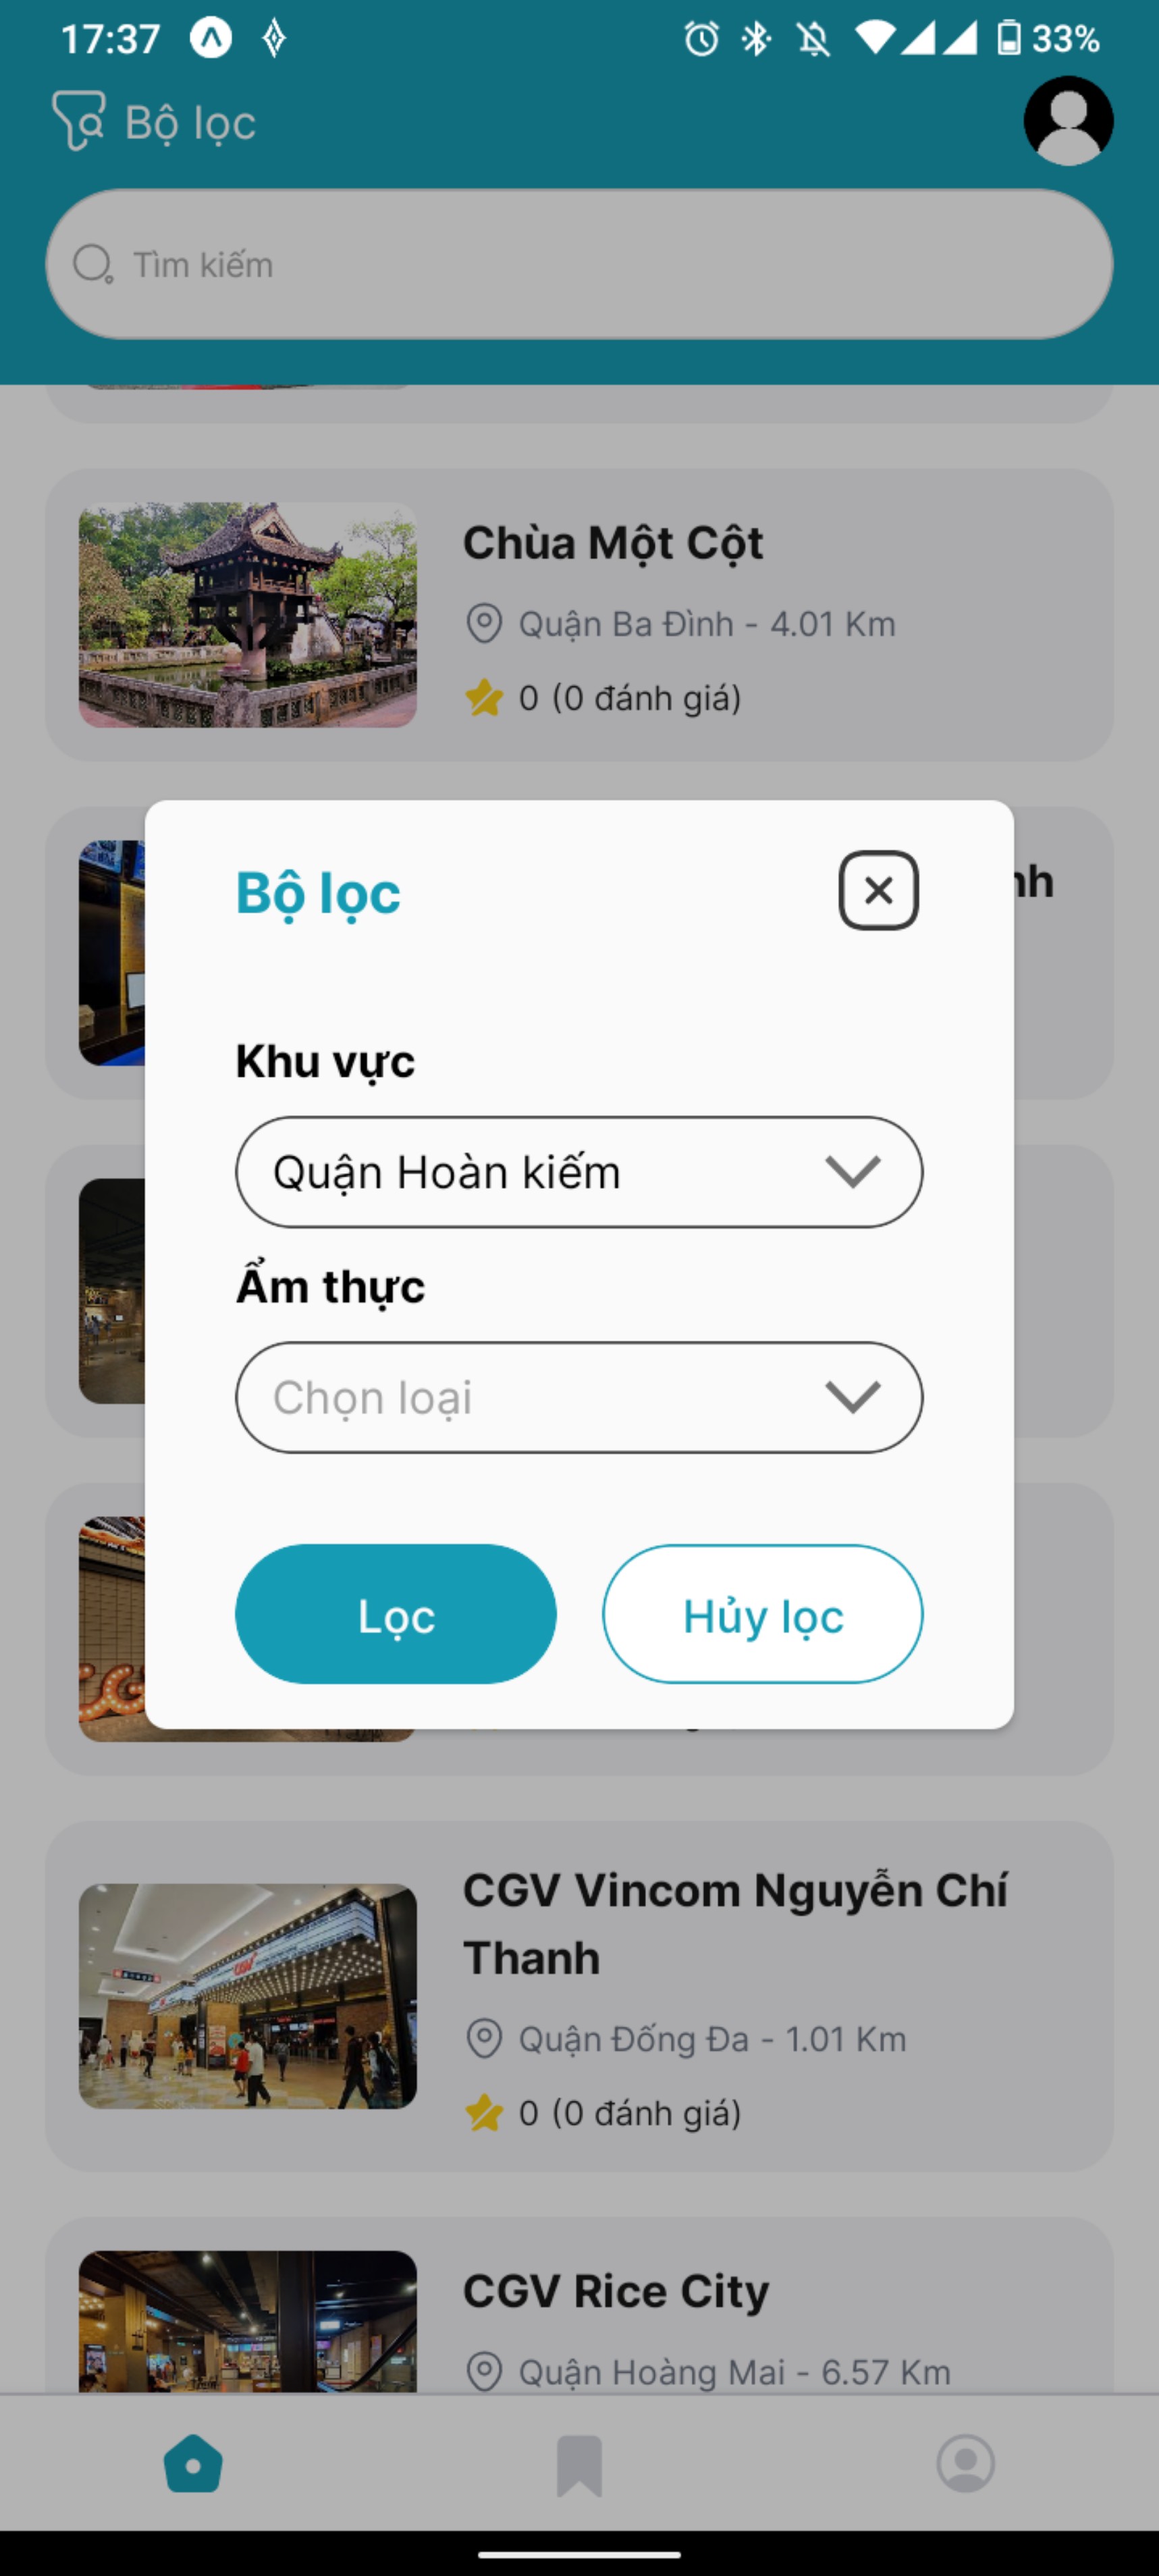 17:37
33%
Bộ lọc
Tìm kiếm
Chùa Một Cột
Quận Ba Đình - 4.01 Km
0 (0 đánh giá)
nh
Bộ lọc
Khu vực
Quận Hoàn kiếm
Ẩm thực
Chọn loại
Lọc
Hủy lọc
CGV Vincom Nguyễn Chí
Thanh
Quận Đống Đa - 1.01 Km
0 (0 đánh giá)
CGV Rice City
Quận Hoàng Mai - 6.57 Km